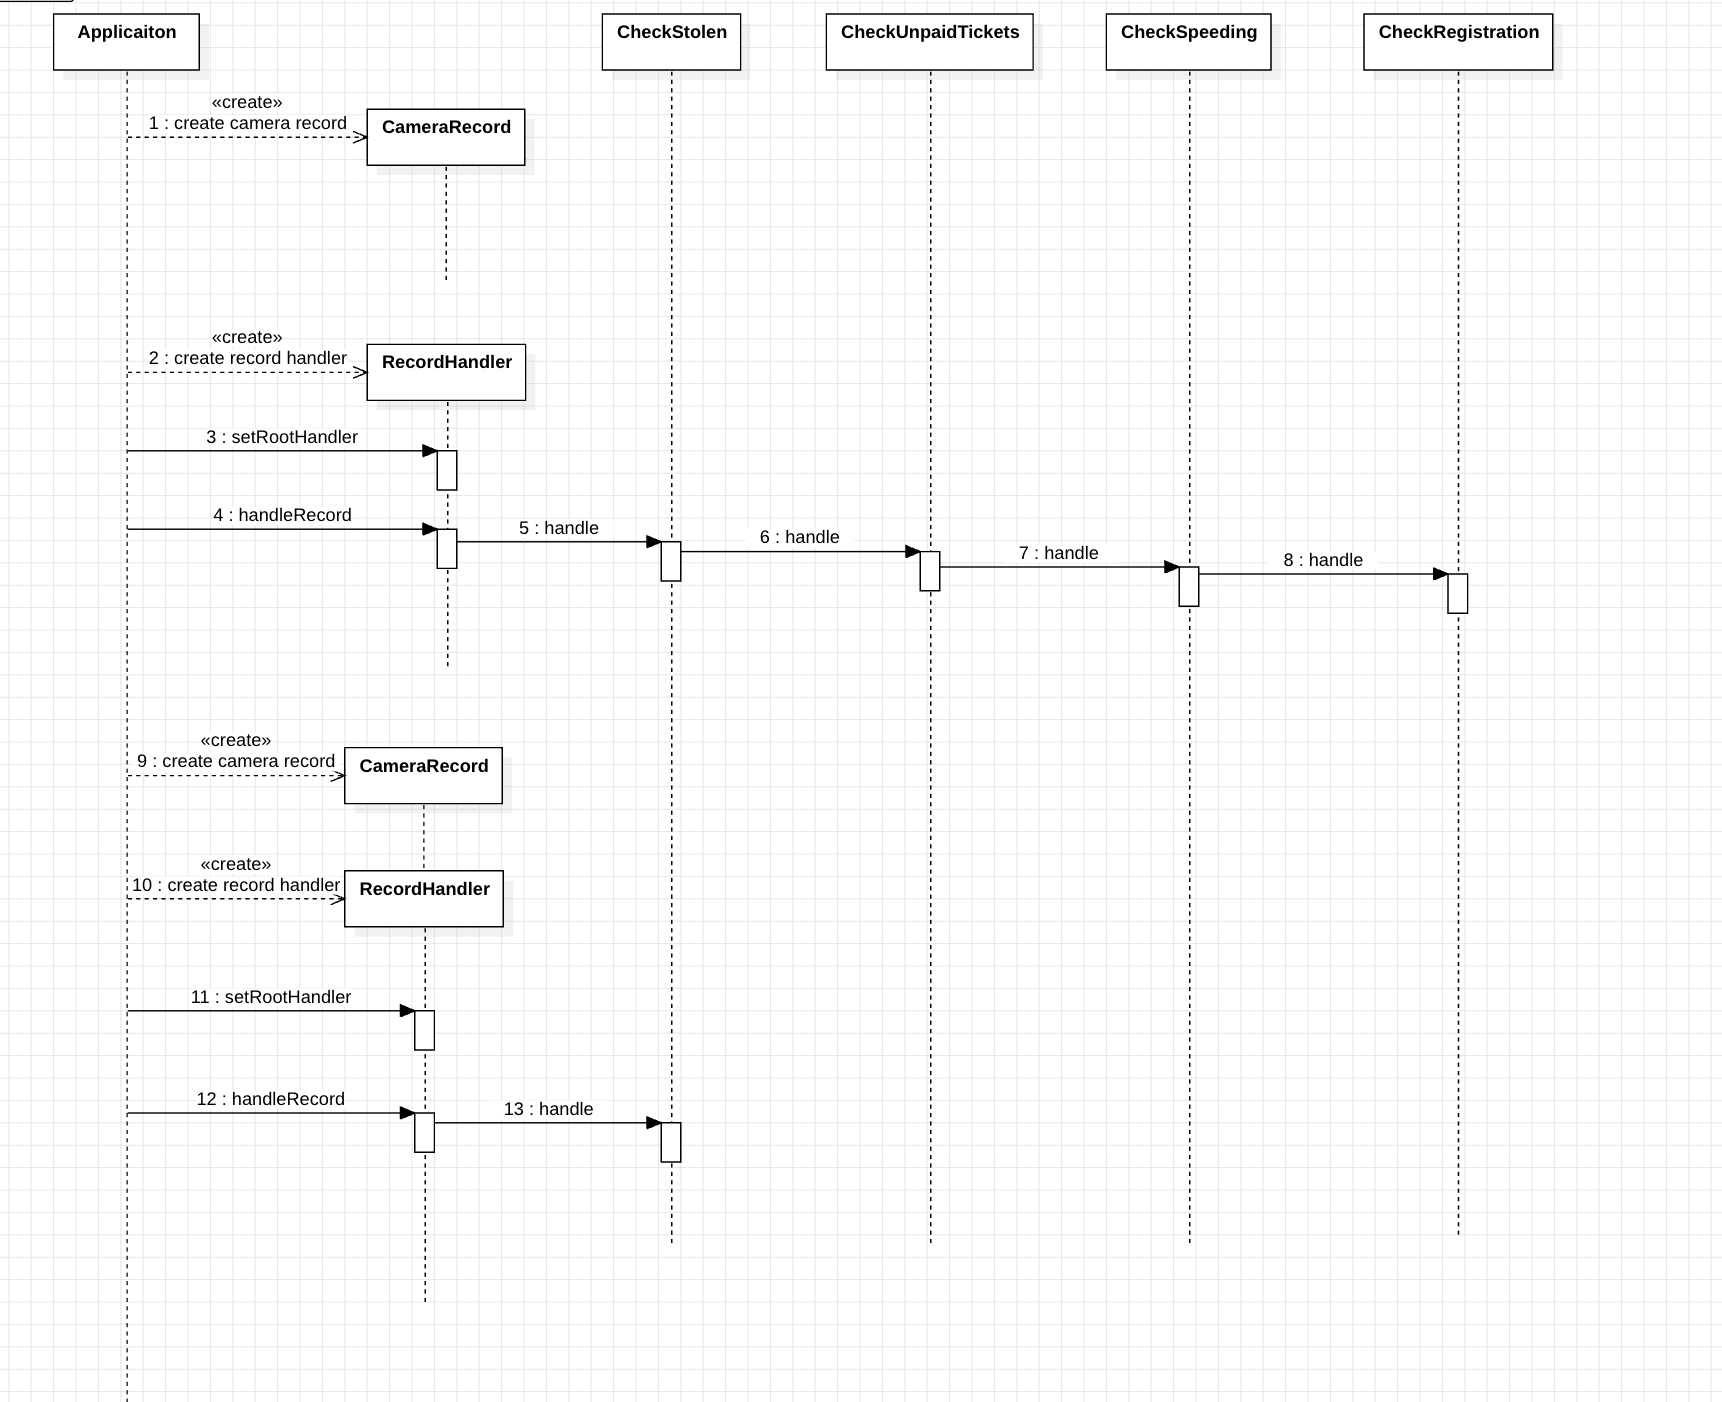 Applicaiton
CheckStolen
CheckUnpaidTickets
CheckSpeeding
CheckRegistration
«create»
1 : create camera record
CameraRecord
«create»
2 : create record handler
RecordHandler
3 : setRootHandler
4 : handleRecord
5 : handle
6 : handle
7 : handle
8 : handle
«create»
9 : create camera record
CameraRecord
«create»
10 : create record handler
RecordHandler
11 : setRootHandler
12 : handleRecord
13 : handle